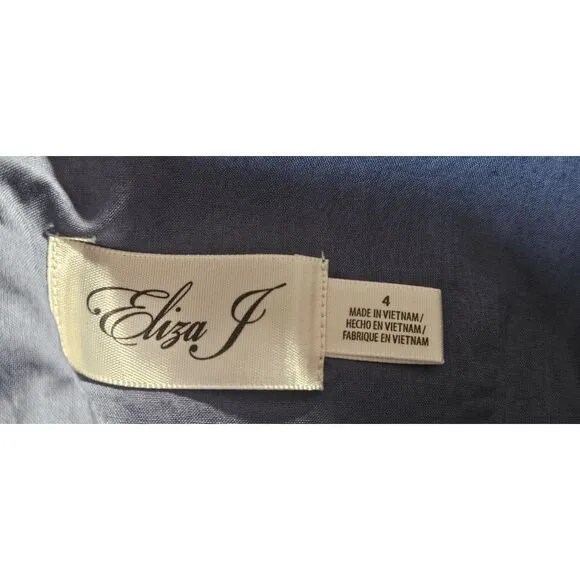 Eliza J
4
MADE IN VIETNAM/
HECHO EN VIETNAM/
FABRIQUE EN VIETNAM